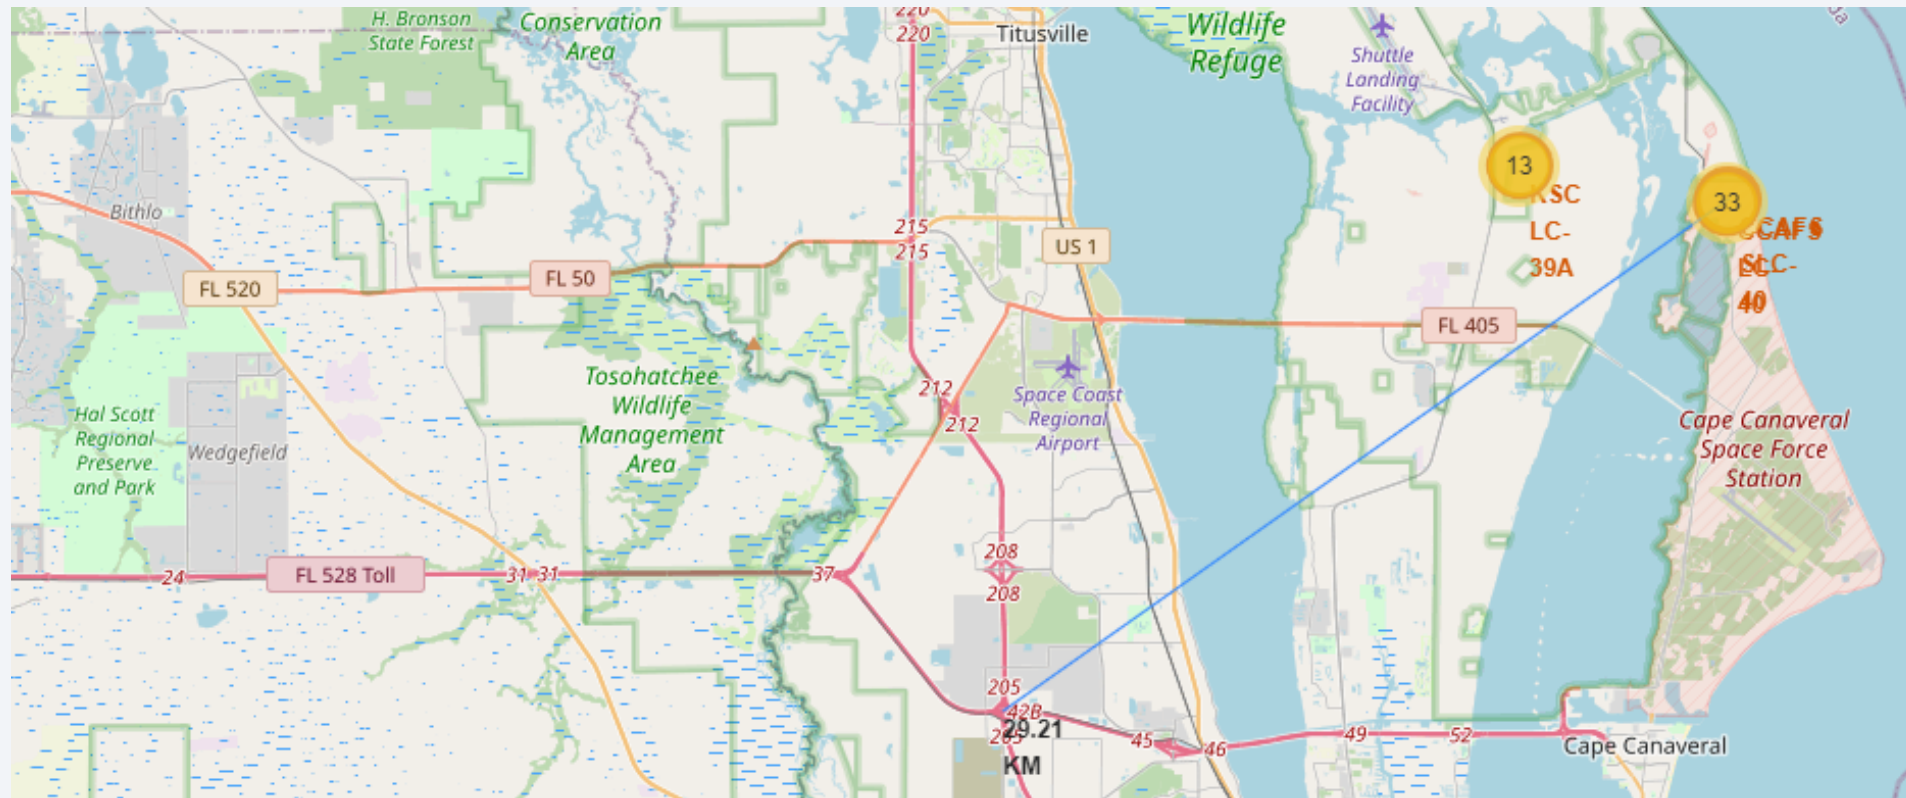 H. Bronson
State Forest
Conservation
Area
220
220
Titusville
Wildlife
Refuge
Shuttle
Landing
Facility
13
33
KSC
LC-
39A
CCAFS
SLC-
40
Bithlo
215
215
US 1
FL 50
FL 520
FL 405
212
212
Space Coast
Regional
Airport
Tosohatchee
Wildlife
Management
Area
Hal Scott
Regional
Preserve
and Park
Wedgefield
Cape Canaveral
Space Force
Station
208
208
24
FL 528 Toll
31
31
37
205
42B
29.21
KM
45
46
49
52
Cape Canaveral